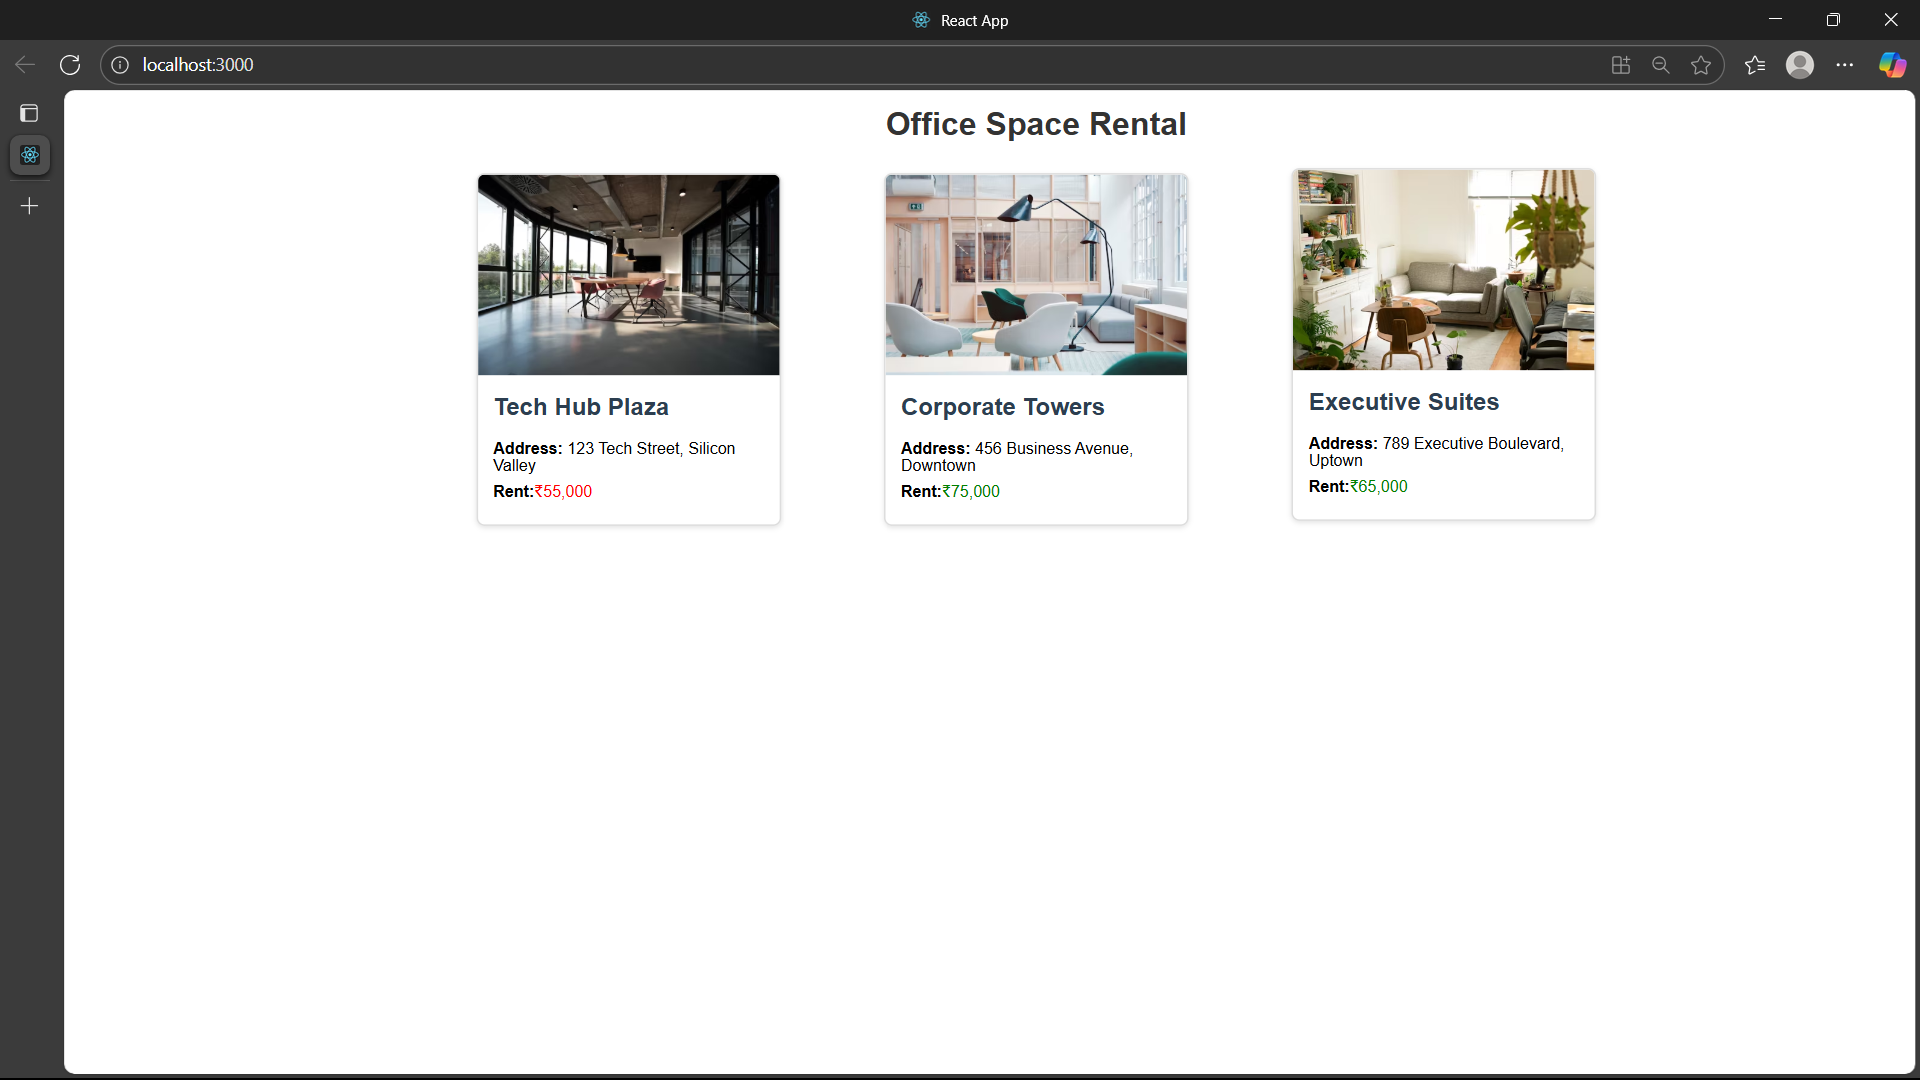 React App
localhost:3000
Office Space Rental
Tech Hub Plaza
Address: 123 Tech Street, Silicon
Valley
Rent:₹55,000
Corporate Towers
Address: 456 Business Avenue,
Downtown
Rent:₹75,000
Executive Suites
Address: 789 Executive Boulevard,
Uptown
Rent:₹65,000